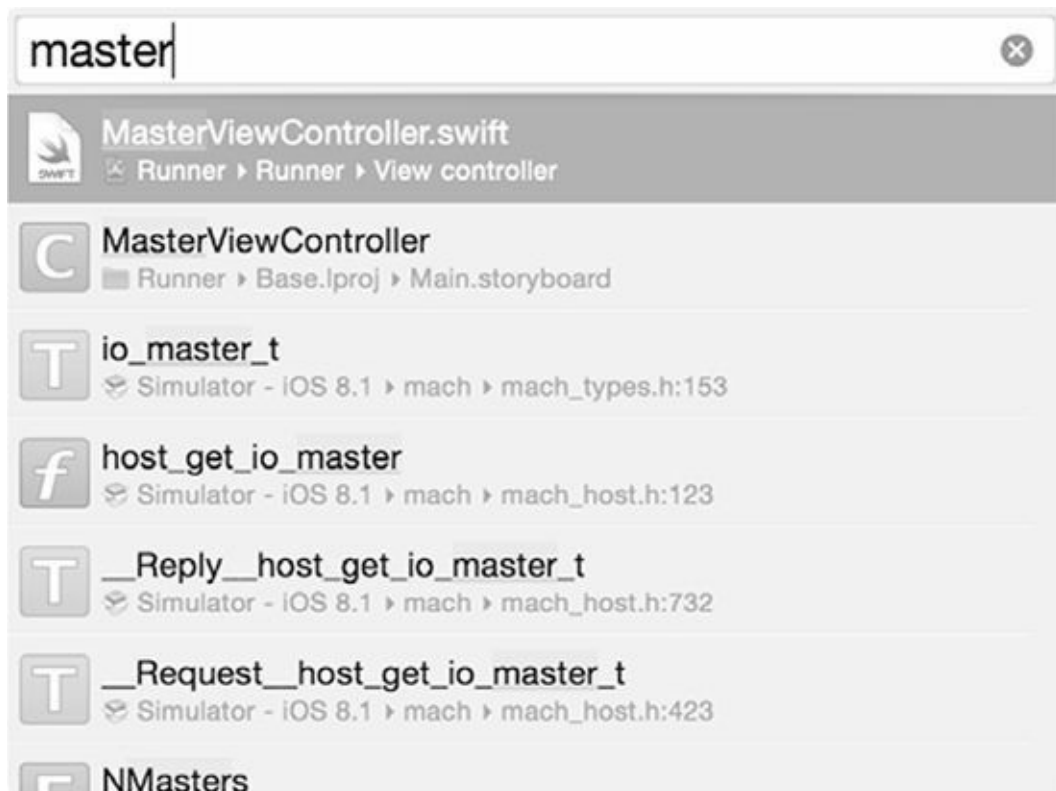 master
MasterViewController.swift
SWIFT
Runner ▸ Runner ▸ View controller
C
MasterViewController
Runner ▸ Base.lproj ▸ Main.storyboard
T
io_master_t
Simulator - iOS 8.1 ▸ mach ▸ mach_types.h:153
f
host_get_io_master
Simulator - iOS 8.1 ▸ mach ▸ mach_host.h:123
T
__Reply__host_get_io_master_t
Simulator - iOS 8.1 ▸ mach ▸ mach_host.h:732
T
__Request__host_get_io_master_t
Simulator - iOS 8.1 ▸ mach ▸ mach_host.h:423
NMasters